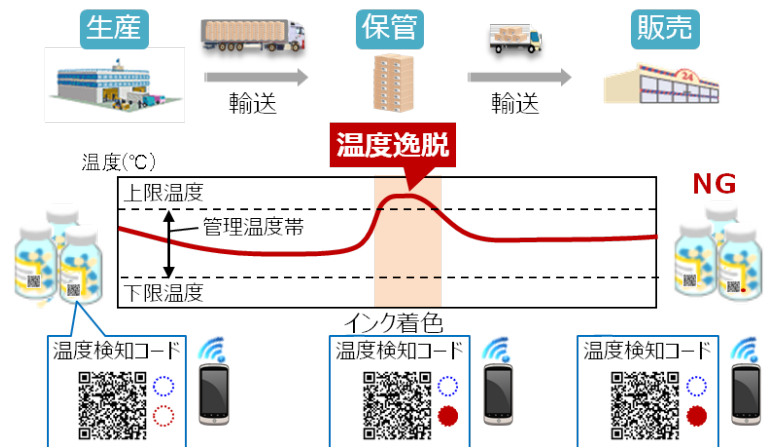 生産
保管
販売
輸送
輸送
24
温度逸脱
温度(℃)
上限温度
管理温度帯
下限温度
NG
インク着色
温度検知コード
温度検知コード
温度検知コード